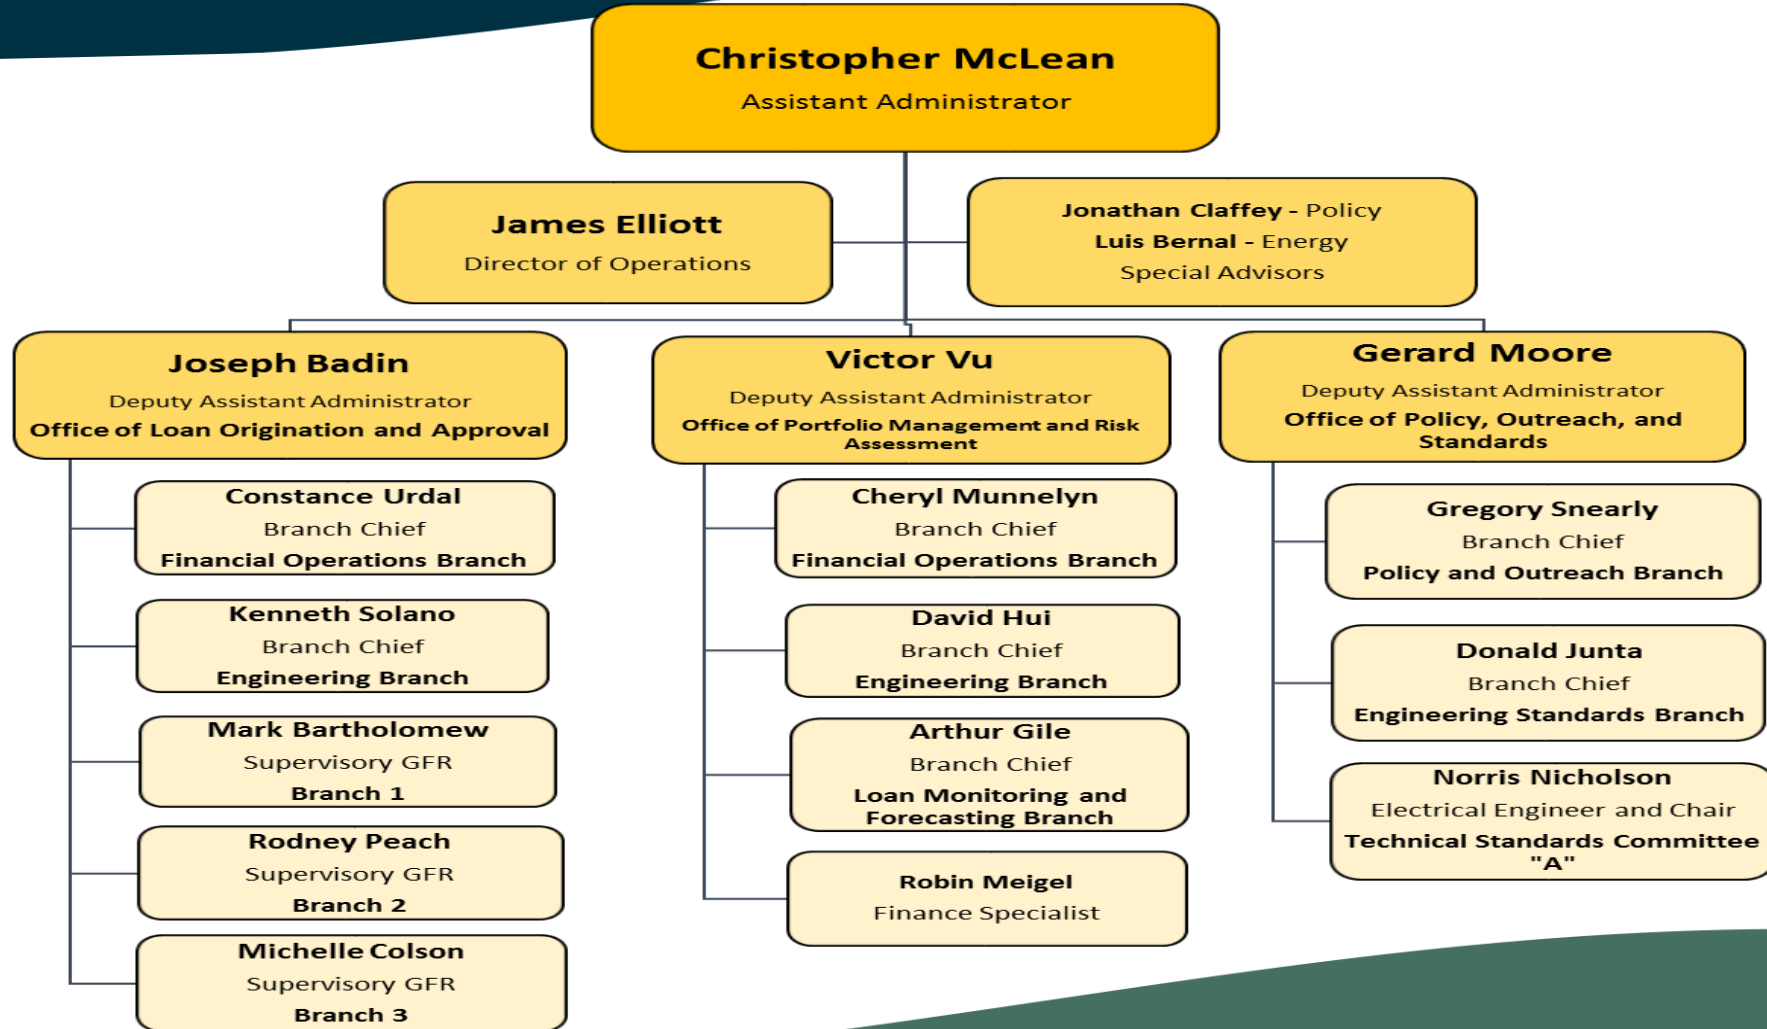 Christopher McLean
Assistant Administrator
James Elliott
Director of Operations
Jonathan Claffey - Policy
Luis Bernal - Energy
Special Advisors
Joseph Badin
Deputy Assistant Administrator
Office of Loan Origination and Approval
Constance Urdal
Branch Chief
Financial Operations Branch
Kenneth Solano
Branch Chief
Engineering Branch
Mark Bartholomew
Supervisory GFR
Branch 1
Rodney Peach
Supervisory GFR
Branch 2
Michelle Colson
Supervisory GFR
Branch 3
Victor Vu
Deputy Assistant Administrator
Office of Portfolio Management and Risk
Assessment
Cheryl Munnelyn
Branch Chief
Financial Operations Branch
David Hui
Branch Chief
Engineering Branch
Arthur Gile
Branch Chief
Loan Monitoring and
Forecasting Branch
Robin Meigel
Finance Specialist
Gerard Moore
Deputy Assistant Administrator
Office of Policy, Outreach, and
Standards
Gregory Snearly
Branch Chief
Policy and Outreach Branch
Donald Junta
Branch Chief
Engineering Standards Branch
Norris Nicholson
Electrical Engineer and Chair
Technical Standards Committee
"A"